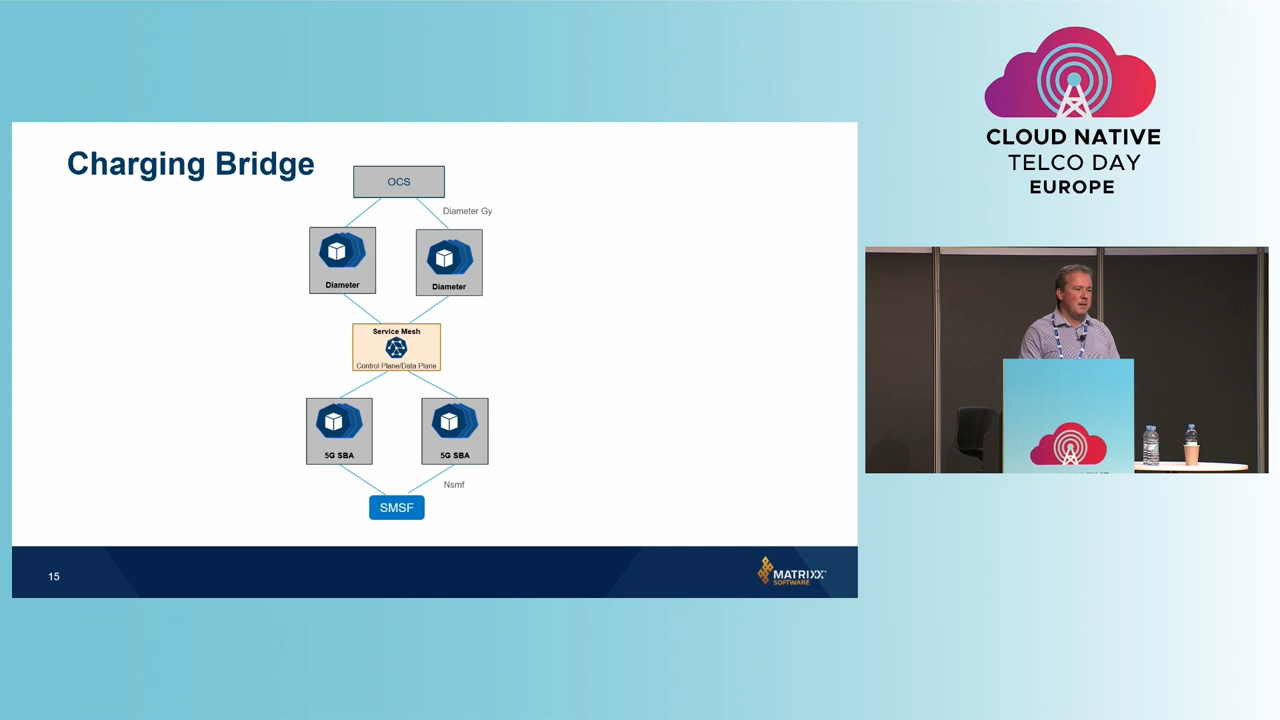 Charging Bridge
OCS
Diameter Gy
Diameter
Diameter
Service Mesh
Control Plane/Data Plane
5G SBA
5G SBA
Nsmf
SMSF
15
MATRIXX
SOFTWARE
CLOUD NATIVE
TELCO DAY
EUROPE